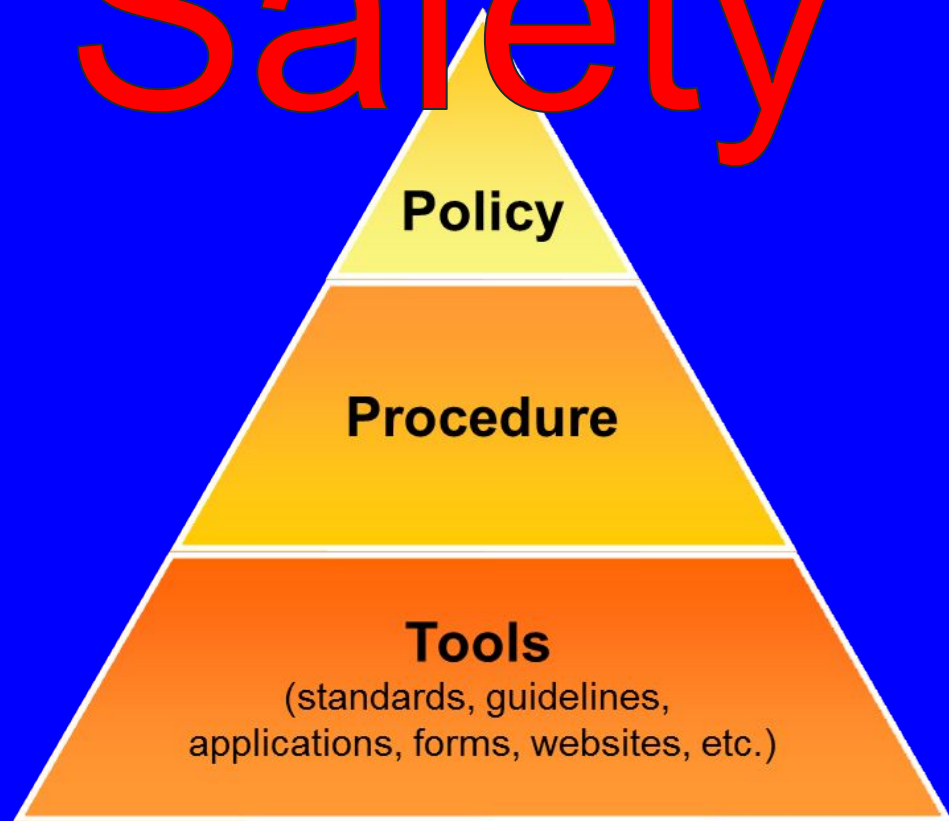 Safety
Policy
Procedure
Tools
(standards, guidelines,
applications, forms, websites, etc.)